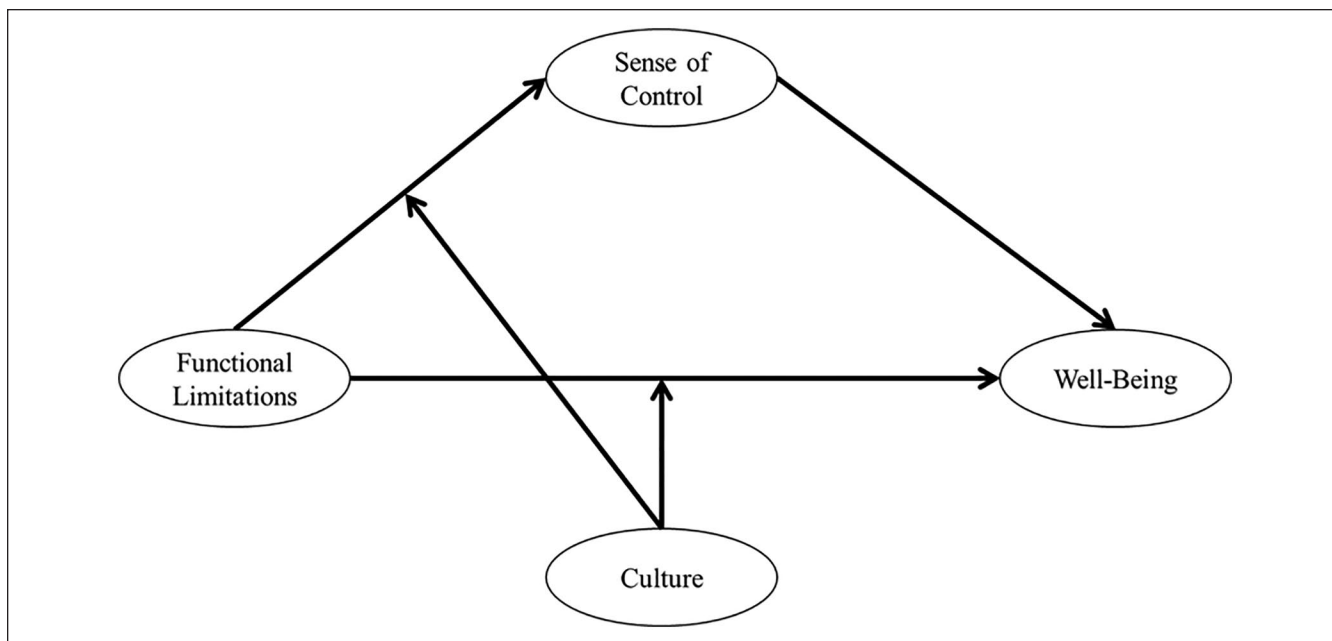 Sense of
Control
Functional
Limitations
Well-Being
Culture